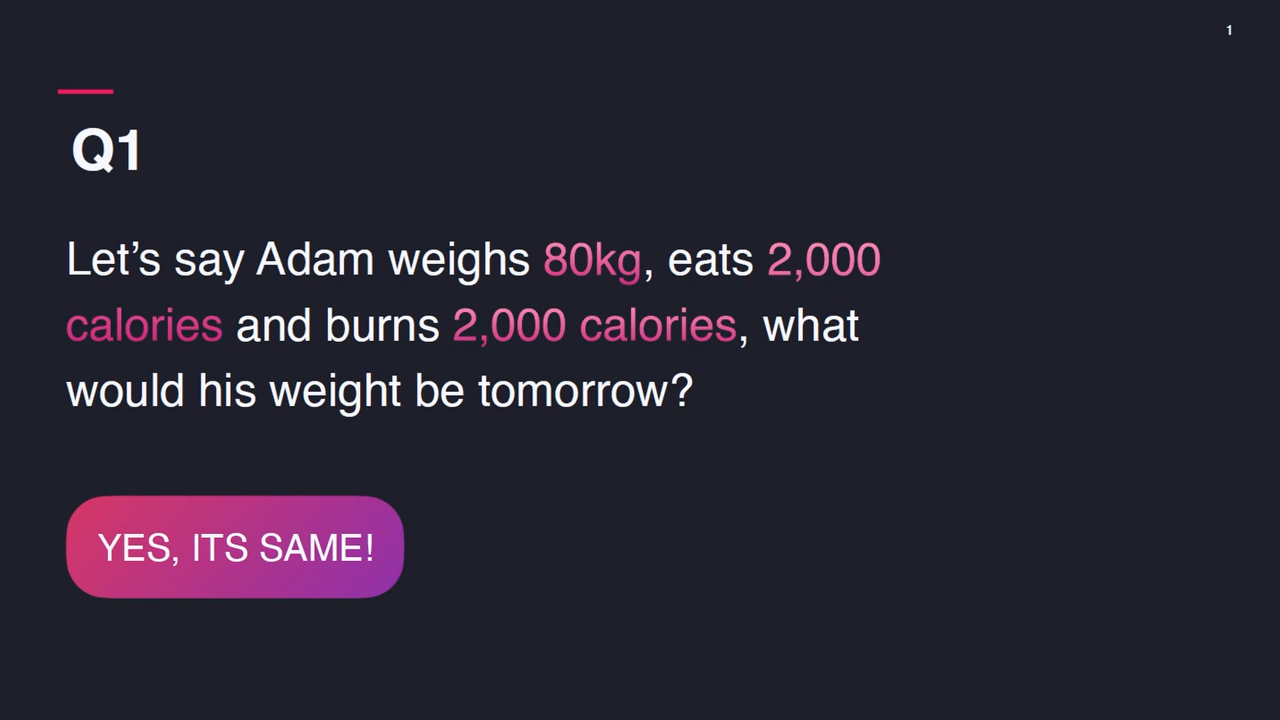 1
Q1
Let’s say Adam weighs 80kg, eats 2,000
calories and burns 2,000 calories, what
would his weight be tomorrow?
YES, ITS SAME!